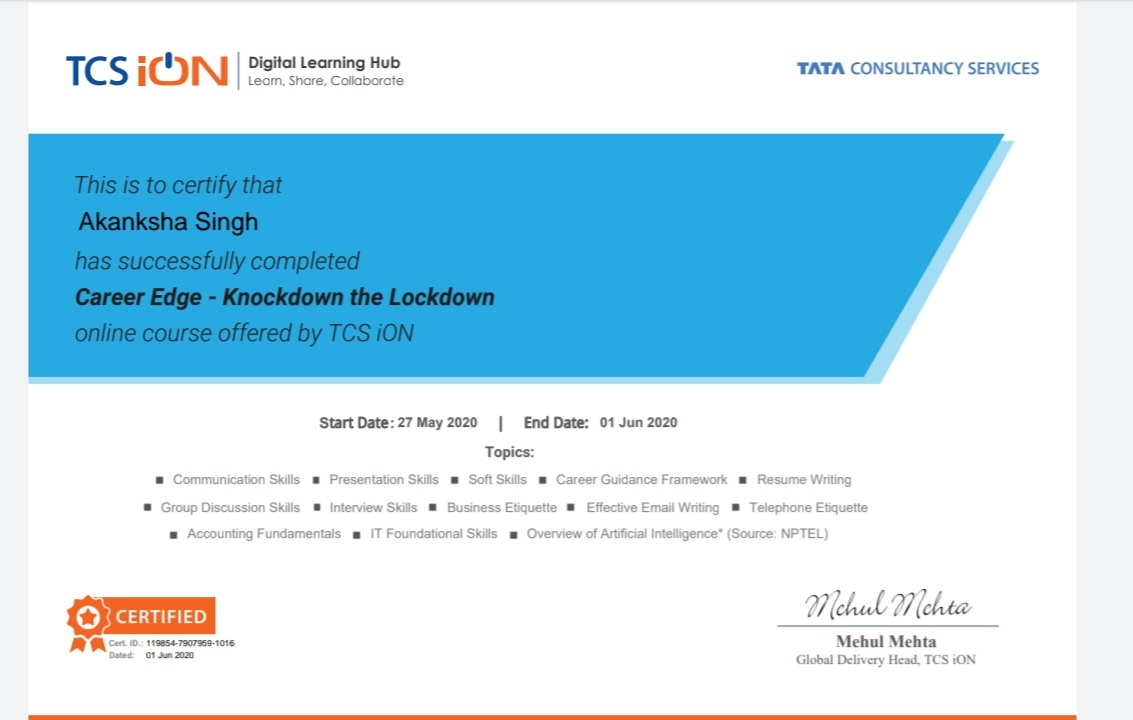 TCS iON | Digital Learning Hub
Learn, Share, Collaborate
TATA CONSULTANCY SERVICES
This is to certify that
Akanksha Singh
has successfully completed
Career Edge - Knockdown the Lockdown
online course offered by TCS iON
Start Date: 27 May 2020 | End Date: 01 Jun 2020
Topics:
■ Communication Skills ■ Presentation Skills ■ Soft Skills ■ Career Guidance Framework ■ Resume Writing
■ Group Discussion Skills ■ Interview Skills ■ Business Etiquette ■ Effective Email Writing ■ Telephone Etiquette
■ Accounting Fundamentals ■ IT Foundational Skills ■ Overview of Artificial Intelligence* (Source: NPTEL)
CERTIFIED
Cert. ID.: 119854-7907959-1016
Dated: 01 Jun 2020
Mehul Mehta
Mehul Mehta
Global Delivery Head, TCS iON